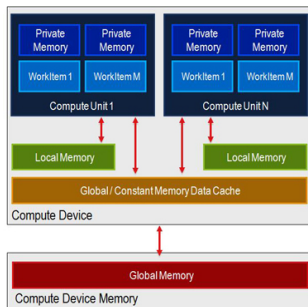 Private Memory
Private Memory
Private Memory
Private Memory
WorkItem 1
WorkItem M
WorkItem 1
WorkItem M
Compute Unit 1
Compute Unit N
Local Memory
Local Memory
Global / Constant Memory Data Cache
Compute Device
Global Memory
Compute Device Memory